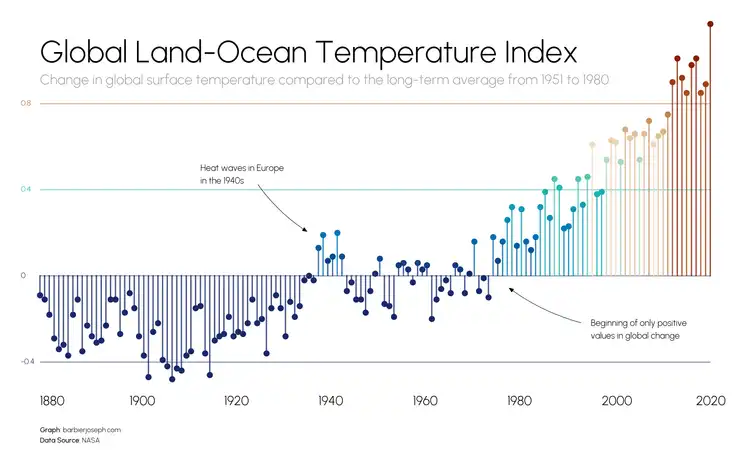 Global Land-Ocean Temperature Index
Change in global surface temperature compared to the long-term average from 1951 to 1980
0.8
Heat waves in Europe
in the 1940s
0.4
0
Beginning of only positive
values in global change
-0.4
1880 1900 1920 1940 1960 1980 2000 2020
Graph: barbierjoseph.com
Data Source: NASA